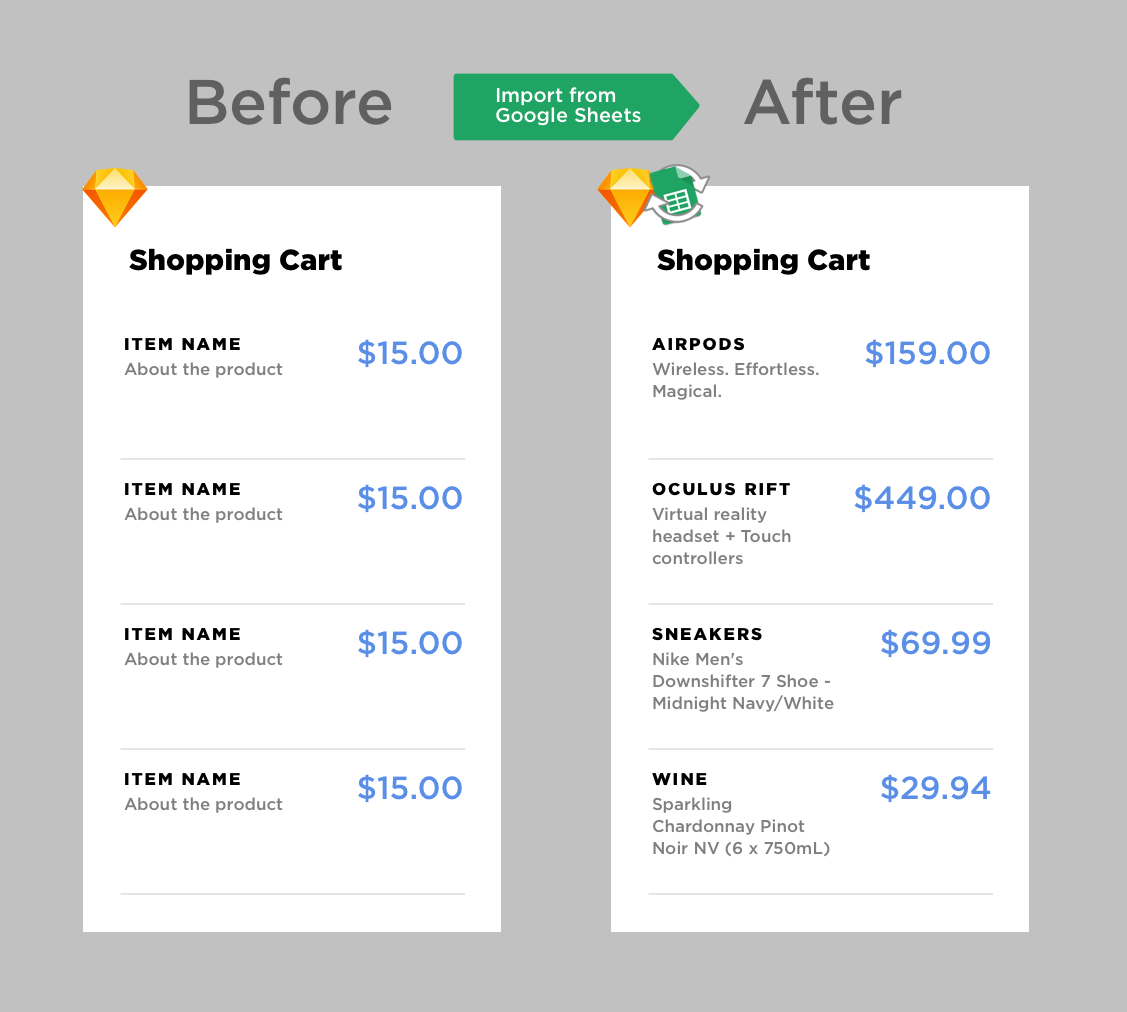 Before
Import from
Google Sheets
After
Shopping Cart
ITEM NAME
$15.00
About the product
ITEM NAME
$15.00
About the product
ITEM NAME
$15.00
About the product
ITEM NAME
$15.00
About the product
Shopping Cart
AIRPODS
$159.00
Wireless. Effortless.
Magical.
OCULUS RIFT
$449.00
Virtual reality
headset + Touch
controllers
SNEAKERS
$69.99
Nike Men's
Downshifter 7 Shoe -
Midnight Navy/White
WINE
$29.94
Sparkling
Chardonnay Pinot
Noir NV (6 x 750mL)